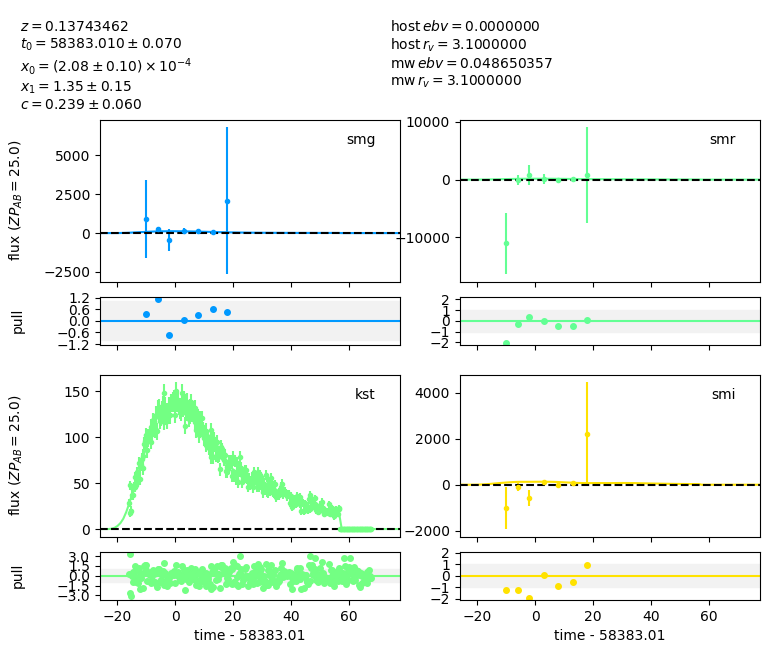 z = 0.13743462
t₀ = 58383.010 ± 0.070
x₀ = (2.08 ± 0.10) × 10⁻⁴
x₁ = 1.35 ± 0.15
c = 0.239 ± 0.060
host ebv = 0.0000000
host r_v = 3.1000000
mw ebv = 0.048650357
mw r_v = 3.1000000
smg
flux (ZP_AB = 25.0)
5000
2500
0
−2500
smr
10000
0
−10000
pull
1.2
0.6
0.0
−0.6
−1.2
2
1
0
−1
−2
kst
flux (ZP_AB = 25.0)
150
100
50
0
smi
4000
2000
0
−2000
pull
3.0
1.5
0.0
−1.5
−3.0
−20 0 20 40 60
time - 58383.01
2
1
0
−1
−2
−20 0 20 40 60
time - 58383.01